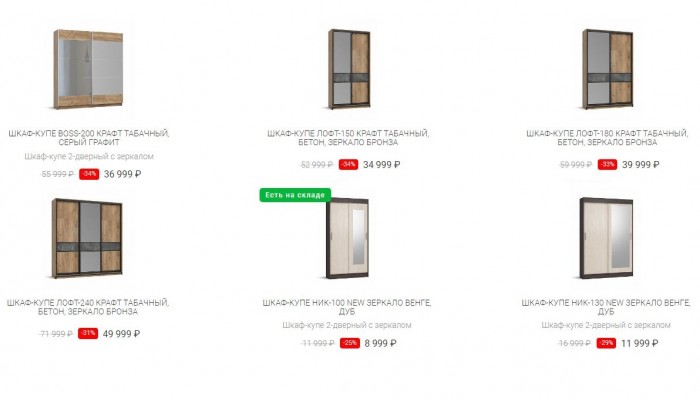 ШКАФ-КУПЕ BOSS-200 КРАФТ ТАБАЧНЫЙ,
СЕРЫЙ ГРАФИТ
Шкаф-купе 2-дверный с зеркалом
55 999 ₽ -34% 36 999 ₽
ШКАФ-КУПЕ ЛОФТ-150 КРАФТ ТАБАЧНЫЙ,
БЕТОН, ЗЕРКАЛО БРОНЗА
52 999 ₽ -34% 34 999 ₽
ШКАФ-КУПЕ ЛОФТ-180 КРАФТ ТАБАЧНЫЙ,
БЕТОН, ЗЕРКАЛО БРОНЗА
59 999 ₽ -33% 39 999 ₽
ШКАФ-КУПЕ ЛОФТ-240 КРАФТ ТАБАЧНЫЙ,
БЕТОН, ЗЕРКАЛО БРОНЗА
71 999 ₽ -31% 49 999 ₽
Есть на складе
ШКАФ-КУПЕ НИК-100 NEW ЗЕРКАЛО ВЕНГЕ,
ДУБ
Шкаф-купе 2-дверный с зеркалом
11 999 ₽ -25% 8 999 ₽
ШКАФ-КУПЕ НИК-130 NEW ЗЕРКАЛО ВЕНГЕ,
ДУБ
Шкаф-купе 2-дверный с зеркалом
16 999 ₽ -29% 11 999 ₽